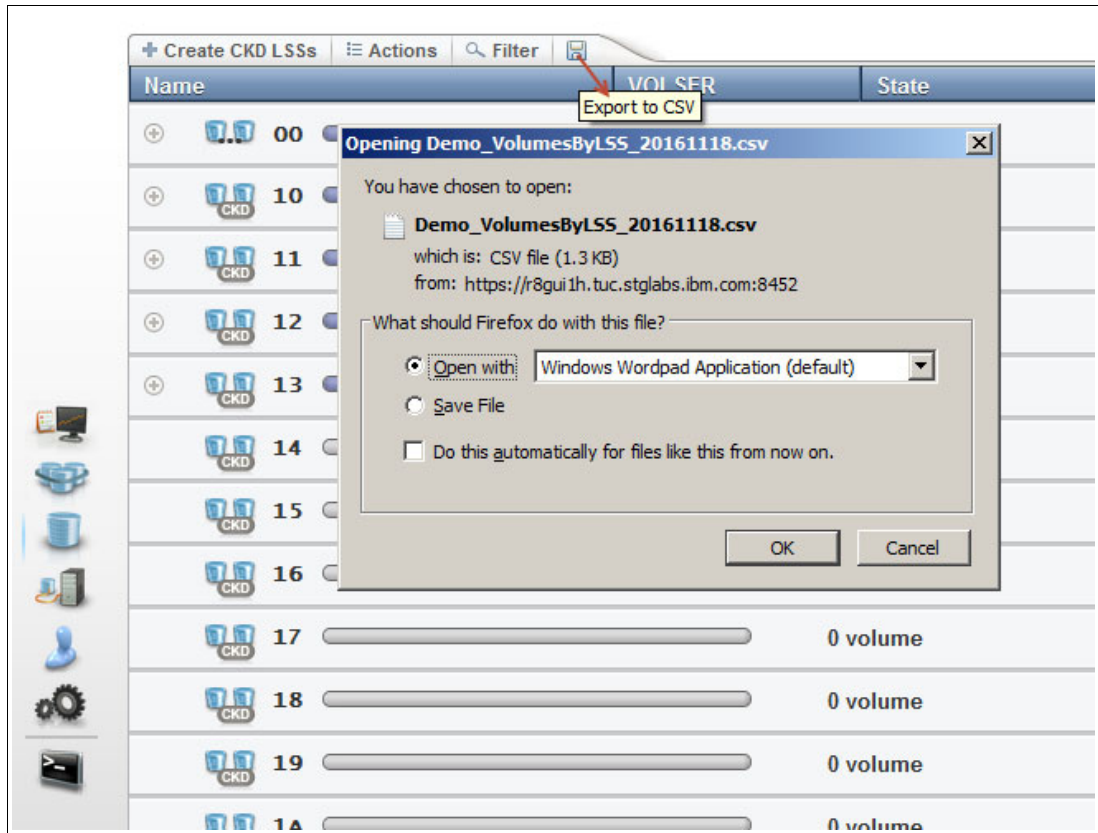 Create CKD LSSs Actions Filter
Name VOLSER State
Export to CSV
00
Opening Demo_VolumesByLSS_20161118.csv
You have chosen to open:
10 CKD
Demo_VolumesByLSS_20161118.csv
which is: CSV file (1.3 KB)
11 CKD
from: https://r8gui1h.tuc.stglabs.ibm.com:8452
12 CKD
What should Firefox do with this file?
Open with Windows Wordpad Application (default)
13 CKD
Save File
14 CKD
Do this automatically for files like this from now on.
15 CKD
OK Cancel
16 CKD
17 CKD 0 volume
18 CKD 0 volume
19 CKD 0 volume
1A 0 volume